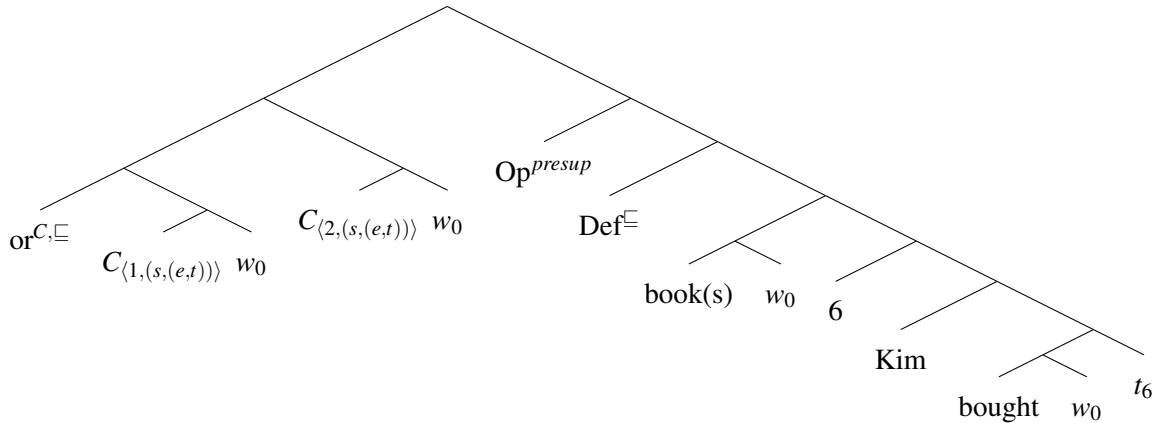 Op^{presup}
or^{C,⊑}
C_{⟨1,(s,(e,t))⟩} w_0
C_{⟨2,(s,(e,t))⟩} w_0
Def^{⊑}
book(s) w_0
6
Kim
bought w_0
t_6